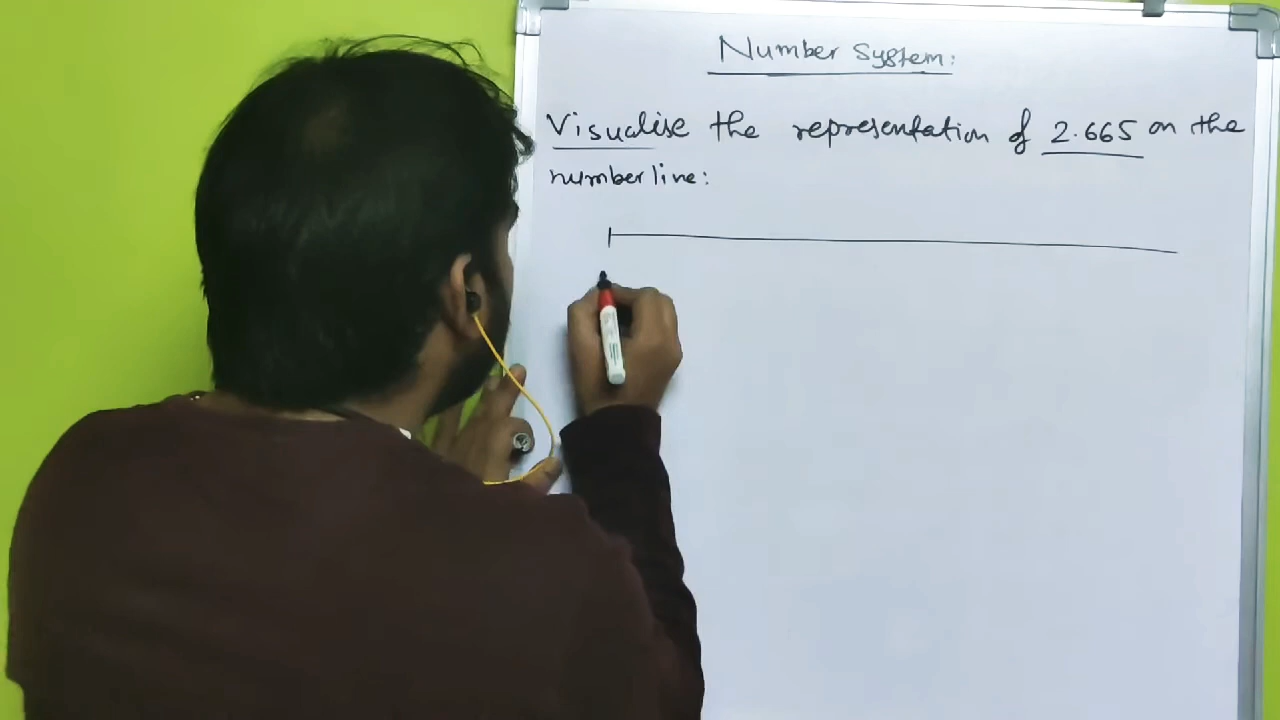 Number System:
Visualise the representation of 2.665 on the
number line: